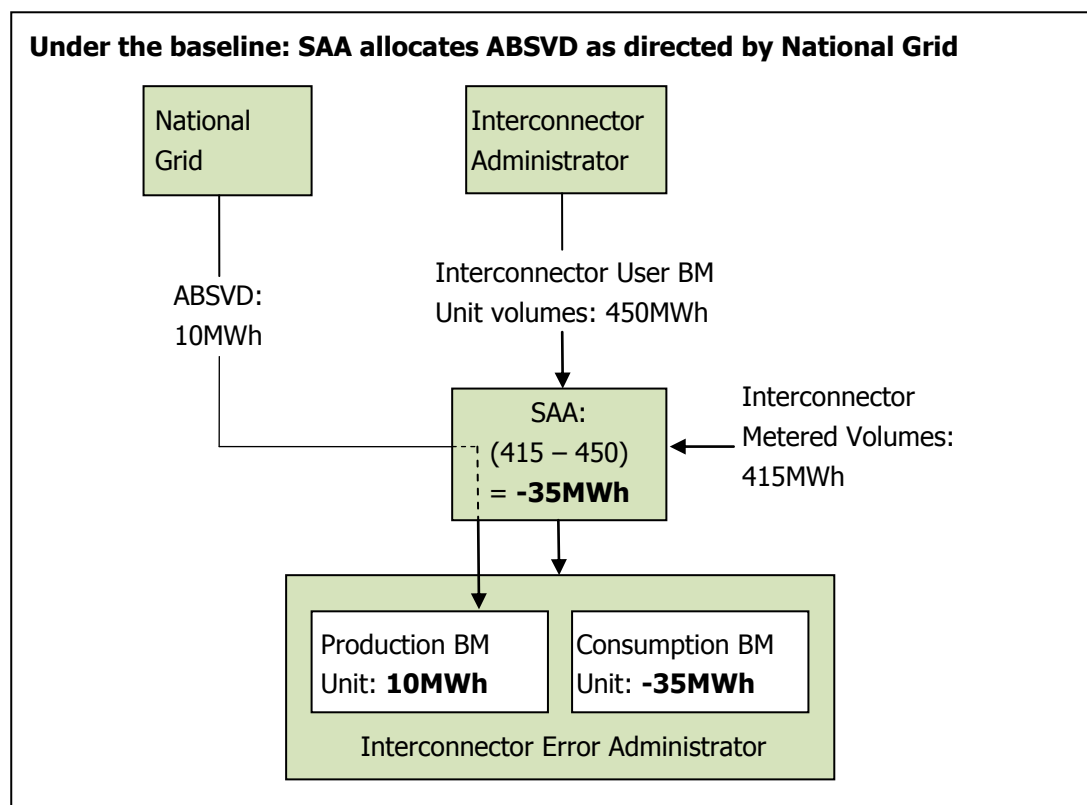 Under the baseline: SAA allocates ABSVD as directed by National Grid
National
Grid
Interconnector
Administrator
ABSVD:
10MWh
Interconnector User BM
Unit volumes: 450MWh
SAA:
(415 – 450)
= -35MWh
Interconnector
Metered Volumes:
415MWh
Production BM
Unit: 10MWh
Consumption BM
Unit: -35MWh
Interconnector Error Administrator